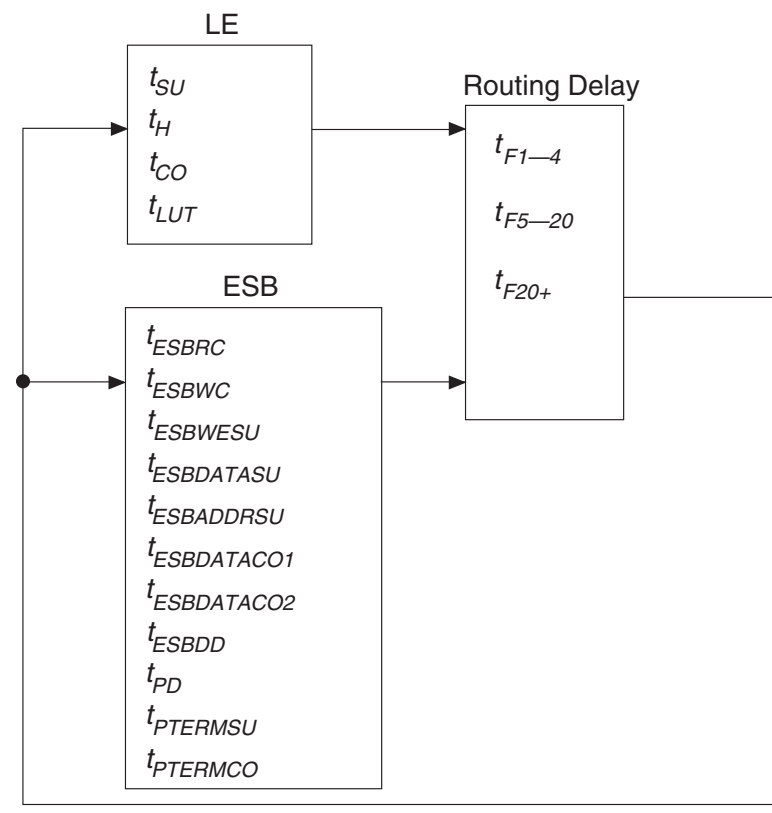 LE
tSU
tH
tCO
tLUT
Routing Delay
tF1—4
tF5—20
tF20+
ESB
tESBRC
tESBWC
tESBWESU
tESBDATASU
tESBADDRSU
tESBDATACO1
tESBDATACO2
tESBDD
tPD
tPTERMSU
tPTERMCO